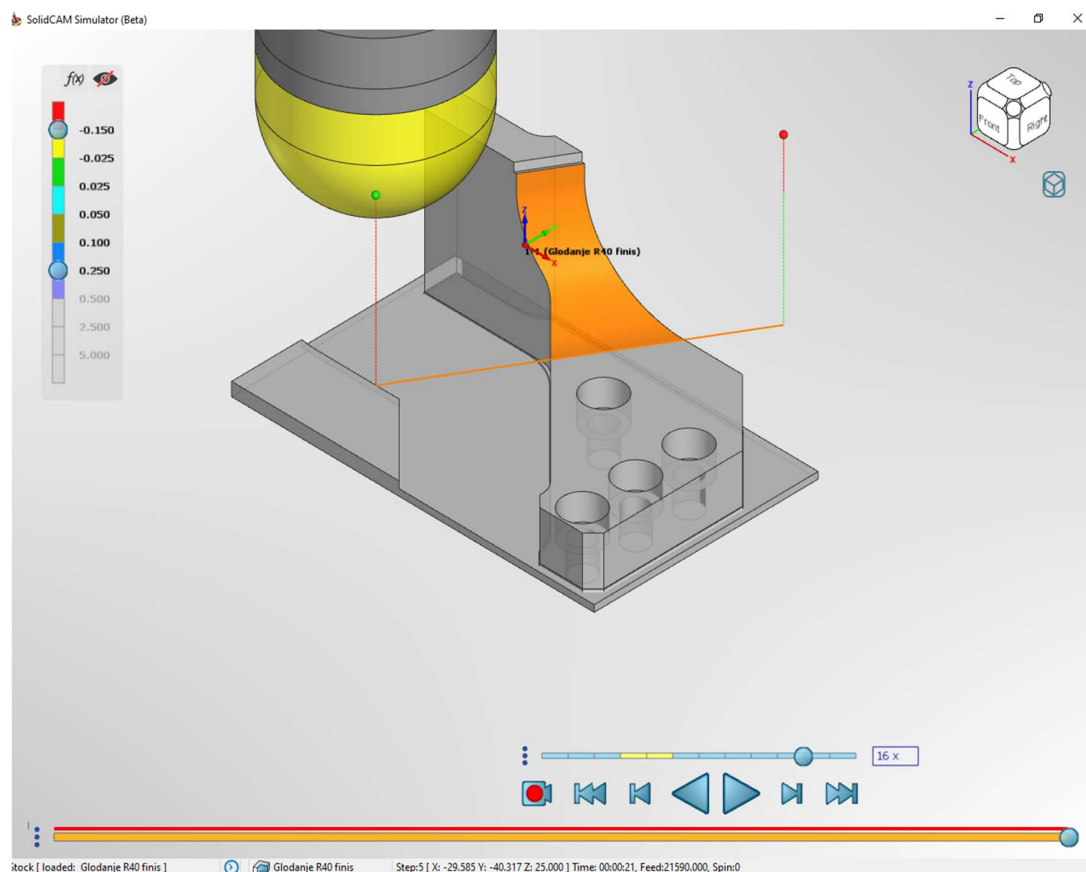 SolidCAM Simulator (Beta)
f(x)
-0.150
-0.025
0.025
0.050
0.100
0.250
0.500
2.500
5.000
Top
Front
Right
Z
X
Z
Y
X
(Glodanje R40 finis)
16 x
Stock [ loaded: Glodanje R40 finis ]
Glodanje R40 finis
Step:5 [ X: -29.585 Y: -40.317 Z: 25.000 ] Time: 00:00:21, Feed:21590.000, Spin:0